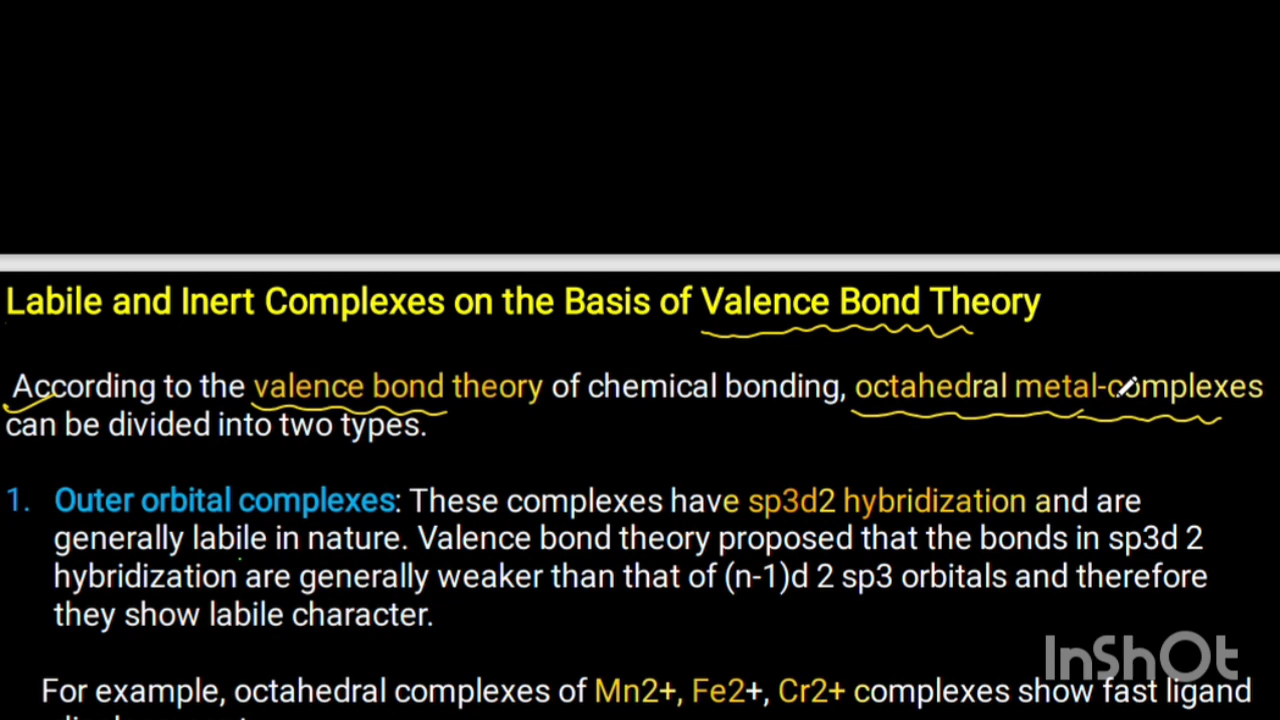 Labile and Inert Complexes on the Basis of Valence Bond Theory
According to the valence bond theory of chemical bonding, octahedral metal-complexes
can be divided into two types.
1. Outer orbital complexes: These complexes have sp3d2 hybridization and are
generally labile in nature. Valence bond theory proposed that the bonds in sp3d 2
hybridization are generally weaker than that of (n-1)d 2 sp3 orbitals and therefore
they show labile character.
InShOt
For example, octahedral complexes of Mn2+, Fe2+, Cr2+ complexes show fast ligand